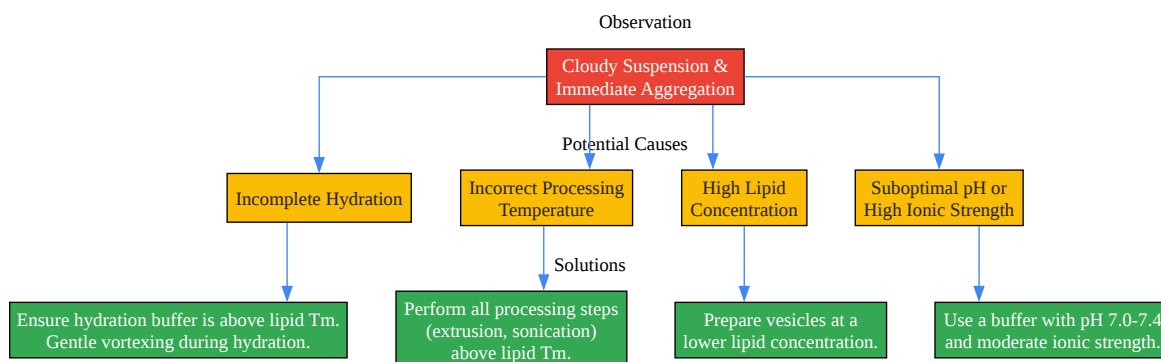 Observation
Cloudy Suspension &
Immediate Aggregation
Potential Causes
Incomplete Hydration
Incorrect Processing
Temperature
High Lipid
Concentration
Suboptimal pH or
High Ionic Strength
Solutions
Ensure hydration buffer is above lipid Tm.
Gentle vortexing during hydration.
Perform all processing steps
(extrusion, sonication)
above lipid Tm.
Prepare vesicles at a
lower lipid concentration.
Use a buffer with pH 7.0-7.4
and moderate ionic strength.